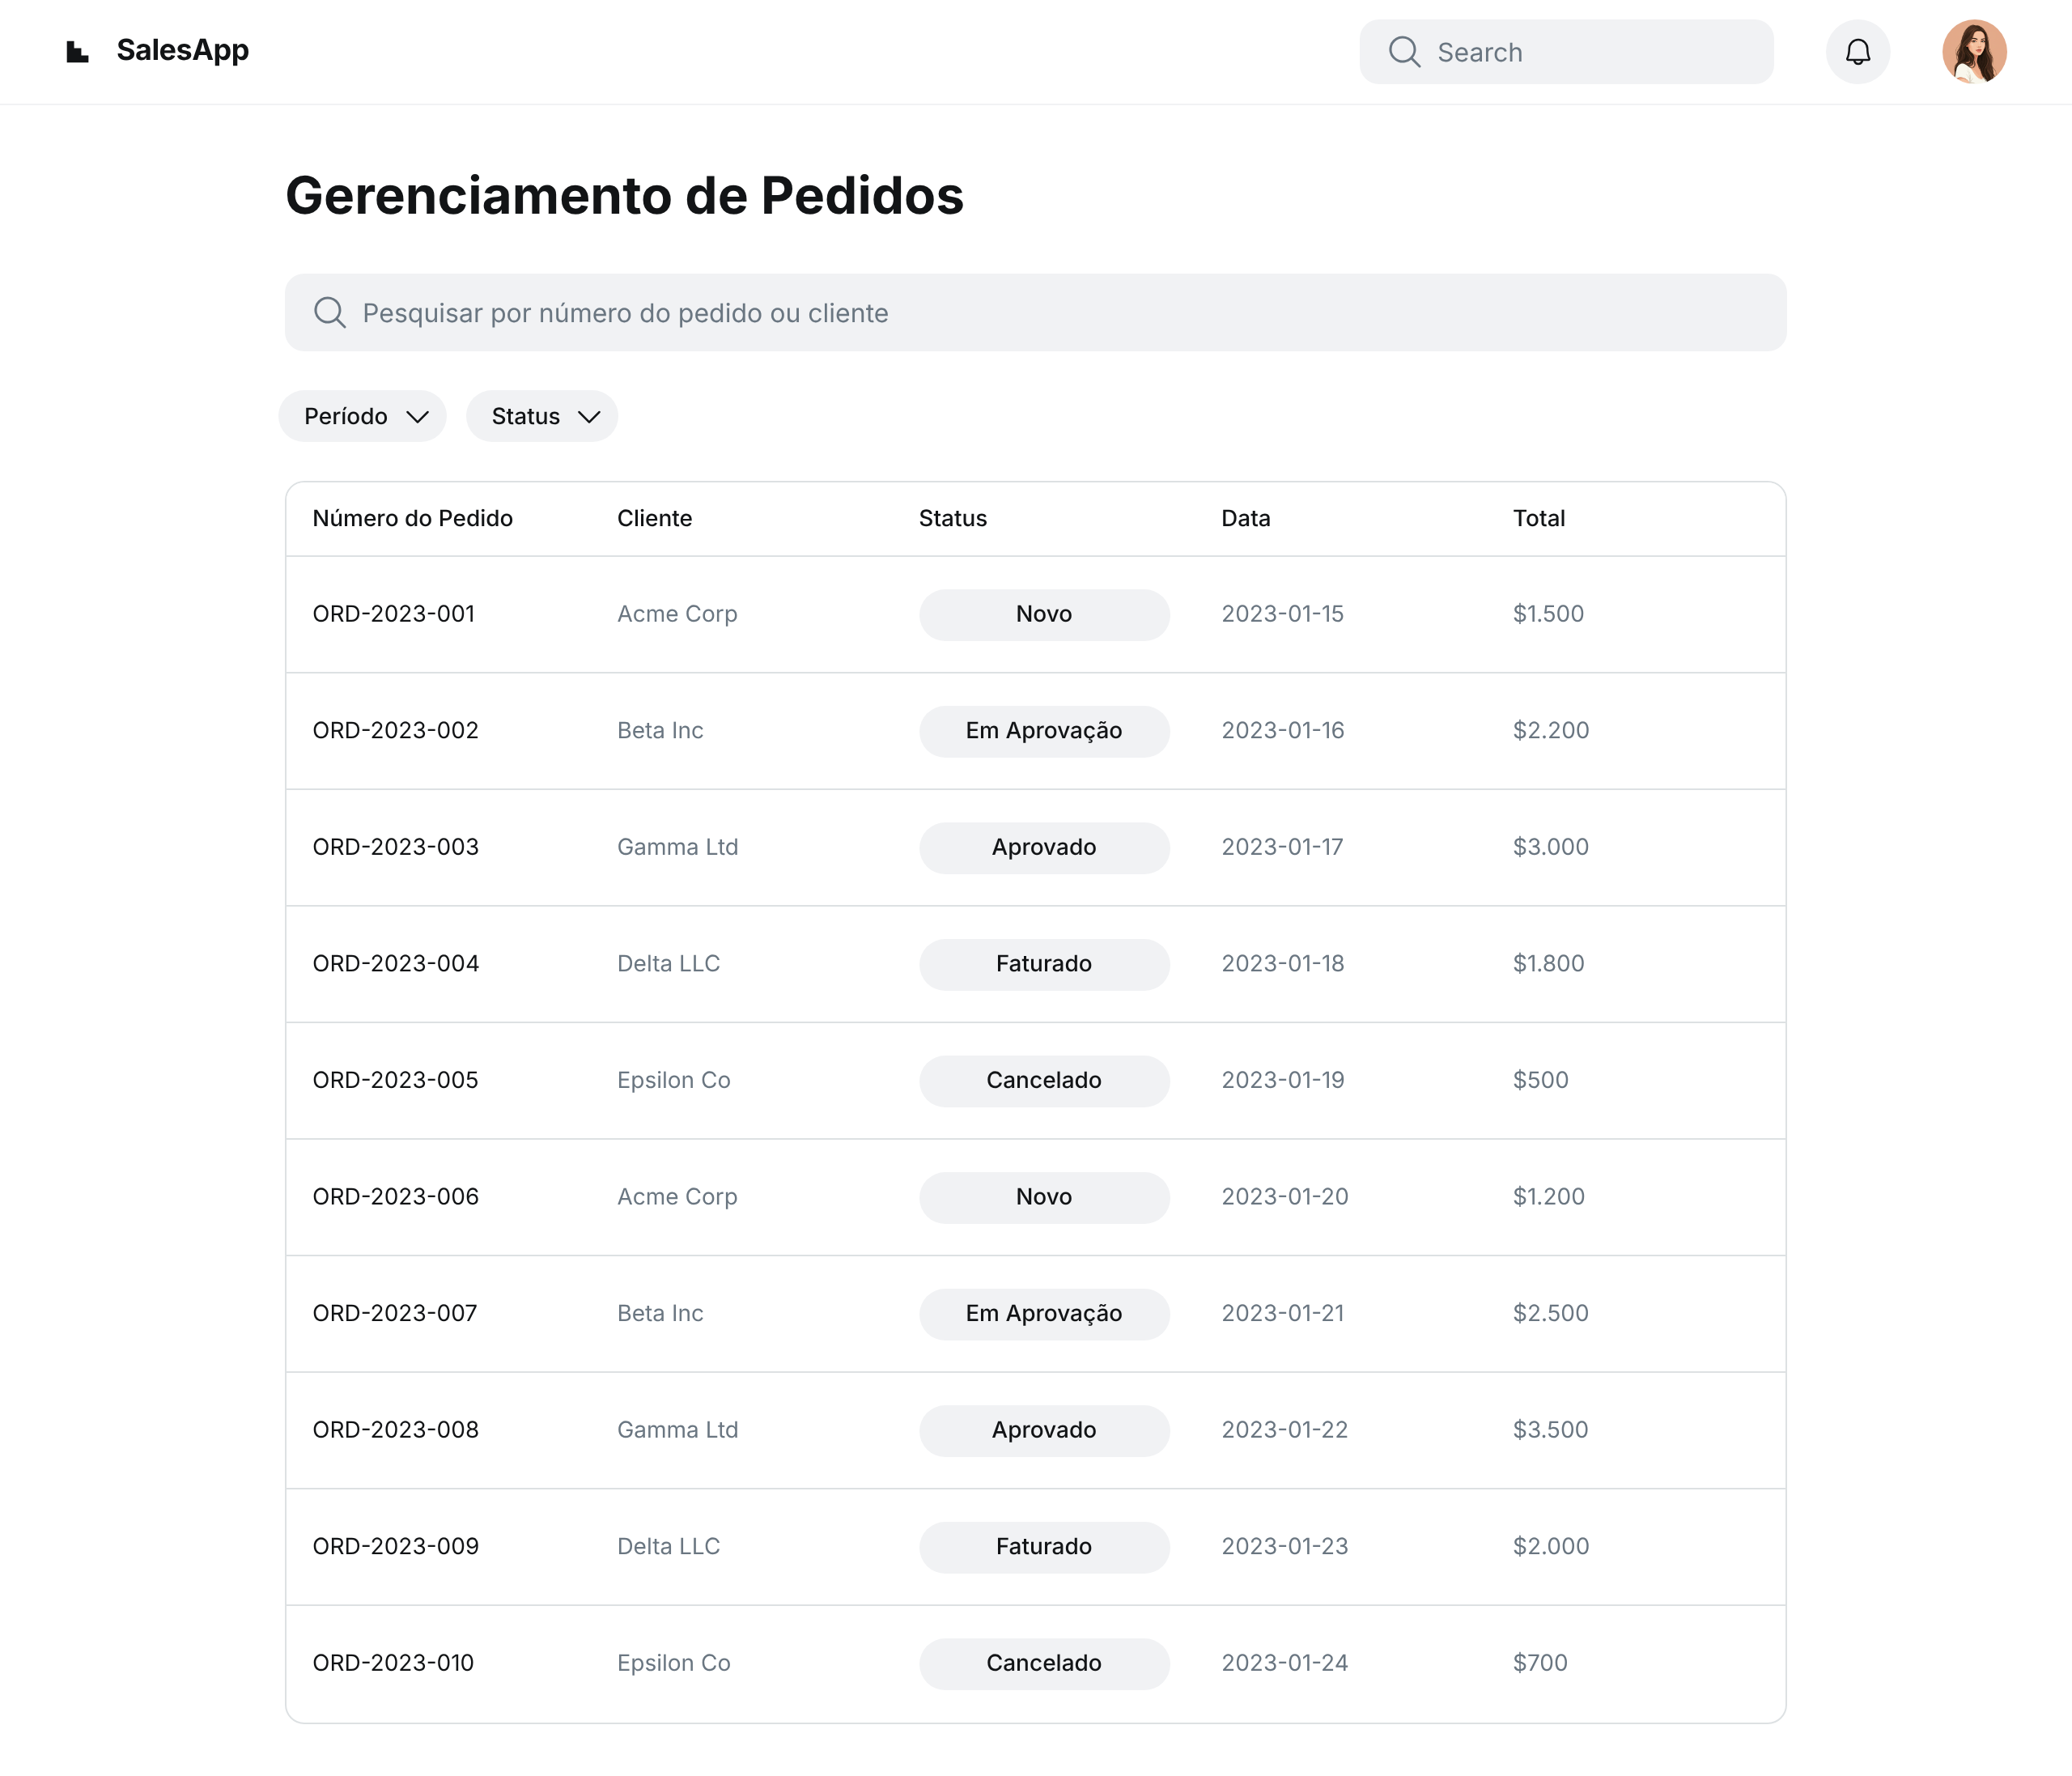 SalesApp
Search
Gerenciamento de Pedidos
Pesquisar por número do pedido ou cliente
Período Status
Número do Pedido Cliente Status Data Total
ORD-2023-001 Acme Corp Novo 2023-01-15 $1.500
ORD-2023-002 Beta Inc Em Aprovação 2023-01-16 $2.200
ORD-2023-003 Gamma Ltd Aprovado 2023-01-17 $3.000
ORD-2023-004 Delta LLC Faturado 2023-01-18 $1.800
ORD-2023-005 Epsilon Co Cancelado 2023-01-19 $500
ORD-2023-006 Acme Corp Novo 2023-01-20 $1.200
ORD-2023-007 Beta Inc Em Aprovação 2023-01-21 $2.500
ORD-2023-008 Gamma Ltd Aprovado 2023-01-22 $3.500
ORD-2023-009 Delta LLC Faturado 2023-01-23 $2.000
ORD-2023-010 Epsilon Co Cancelado 2023-01-24 $700